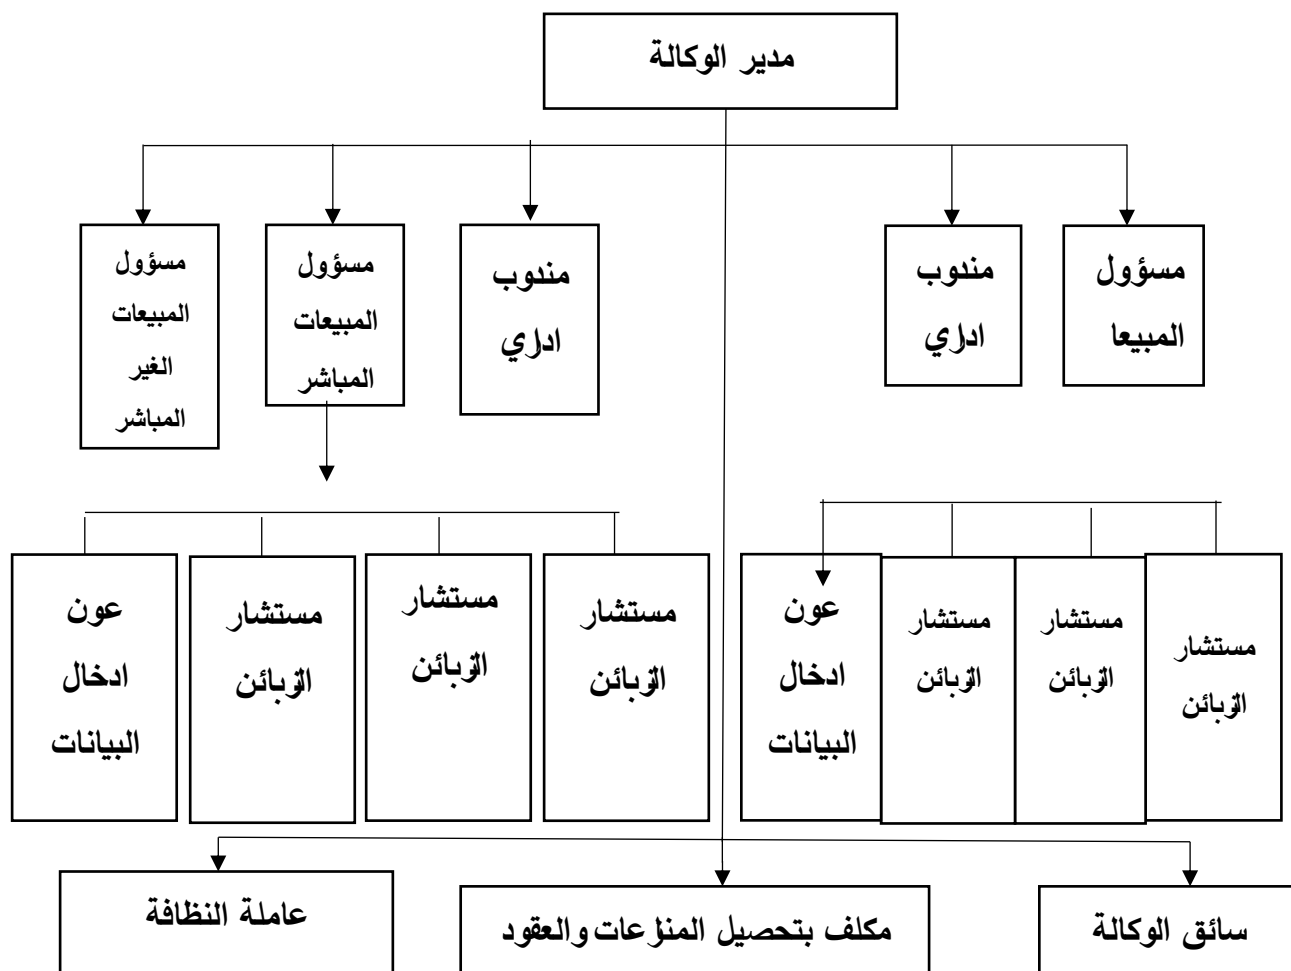 مدير الوكالة
مسؤول
المبيعا
مندوب
اداري
مندوب
اداري
مسؤول
المبيعات
المباشر
مسؤول
المبيعات
الغير
المباشر
مستشار
الزبائن
مستشار
الزبائن
مستشار
الزبائن
عون
ادخال
البيانات
مستشار
الزبائن
مستشار
الزبائن
مستشار
الزبائن
عون
ادخال
البيانات
سائق الوكالة
مكلف بتحصيل المنزعات والعقود
عاملة النظافة